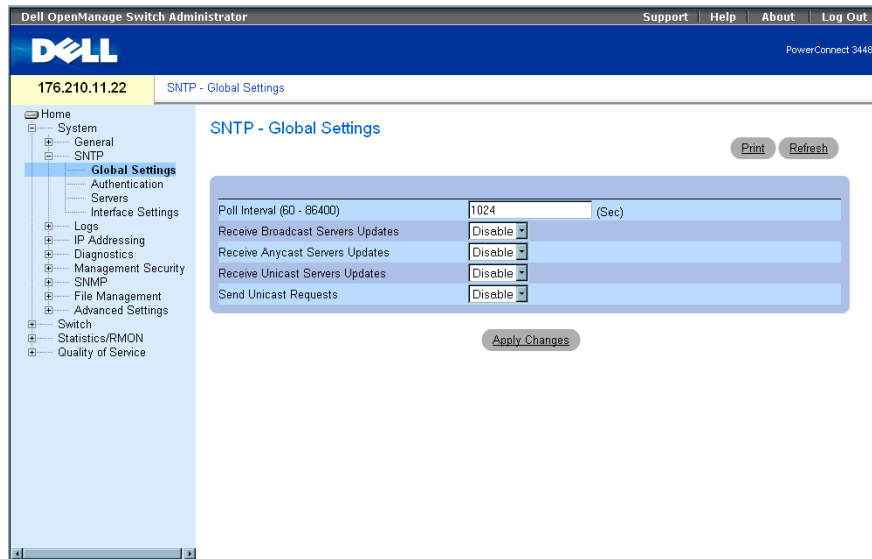 Dell OpenManage Switch Administrator Support Help About Log Out
DELL
PowerConnect 3448
176.210.11.22 SNTP - Global Settings
Home
System
General
SNTP
Global Settings
Authentication
Servers
Interface Settings
Logs
IP Addressing
Diagnostics
Management Security
SNMP
File Management
Advanced Settings
Switch
Statistics/RMON
Quality of Service
SNTP - Global Settings
Print Refresh
Poll Interval (60 - 86400) 1024 (Sec)
Receive Broadcast Servers Updates Disable
Receive Anycast Servers Updates Disable
Receive Unicast Servers Updates Disable
Send Unicast Requests Disable
Apply Changes